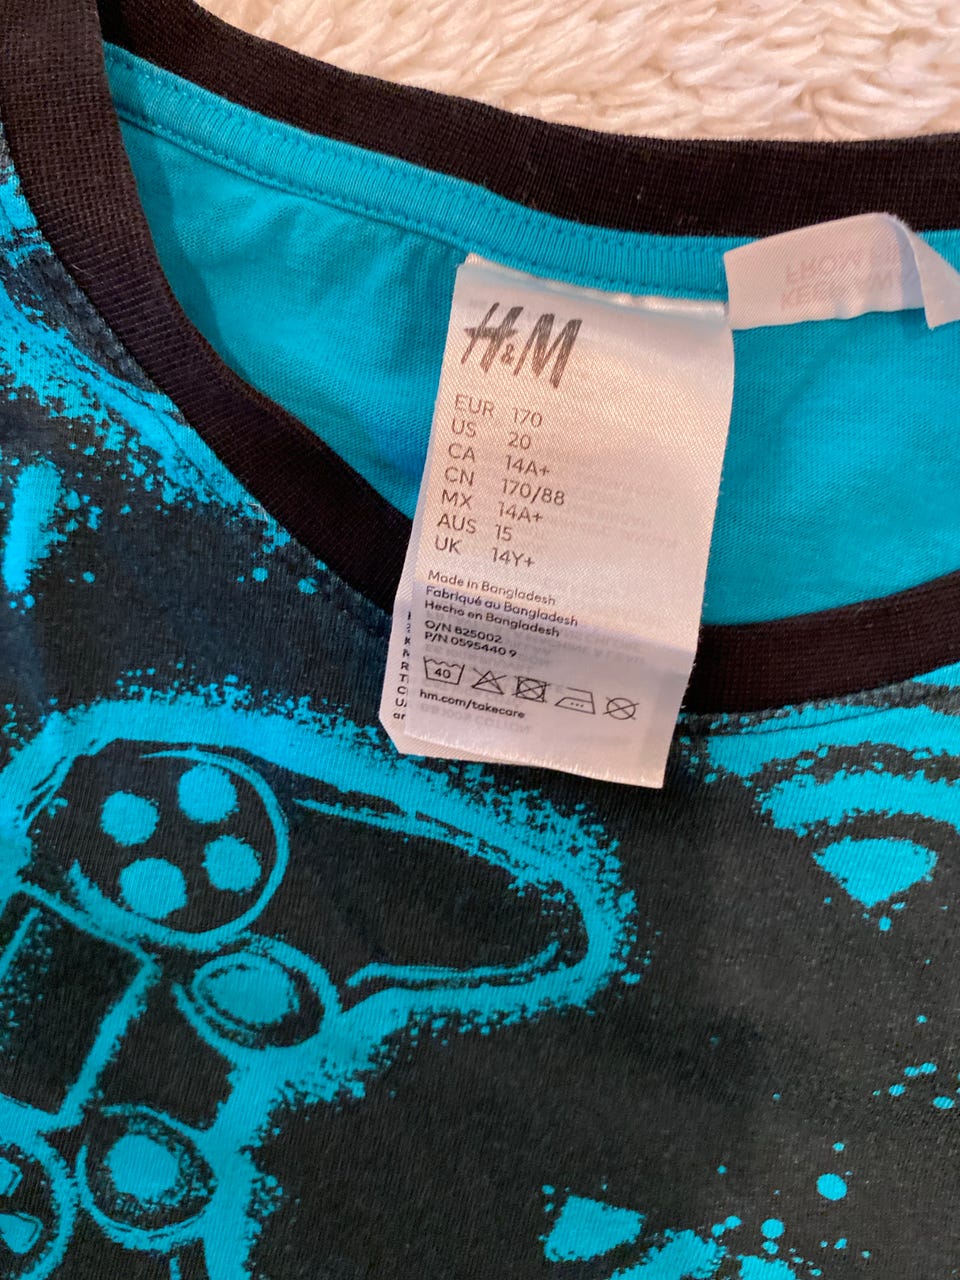 H&M
EUR 170
US 20
CA 14A+
CN 170/88
MX 14A+
AUS 15
UK 14Y+
Made in Bangladesh
Fabriqué au Bangladesh
Hecho en Bangladesh
O/N 825002
P/N 0595440 9
40
hm.com/takecare